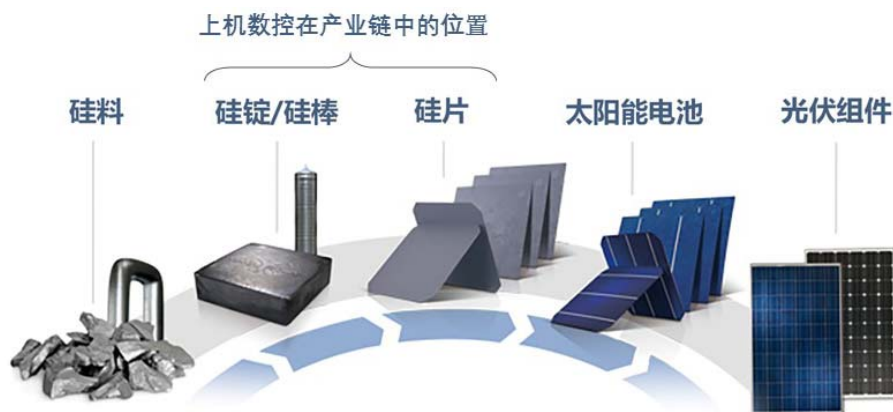 上机数控在产业链中的位置
硅料
硅锭/硅棒
硅片
太阳能电池
光伏组件